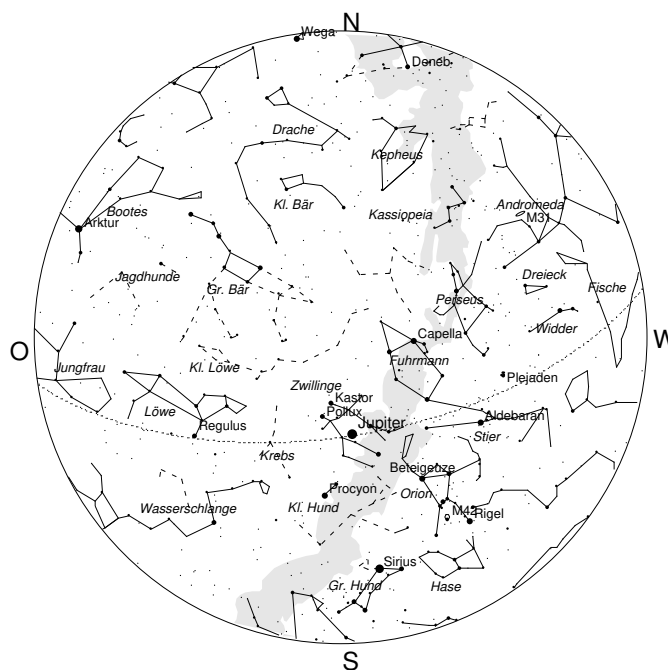 N
Wega
Deneb
Drache
Kepheus
Kl. Bär
Andromeda
M31
Bootes
Arktur
Kassiopeia
Jagdhunde
Gr. Bär
Dreieck
Fische
Perseus
Widder
Capella
O
W
Jungfrau
Kl. Löwe
Fuhrmann
Plejaden
Zwillinge
Kastor
Löwe
Pollux
Jupiter
Aldebaran
Regulus
Stier
Krebs
Beteigeuze
Procyon
Orion
Wasserschlange
Kl. Hund
M42
Rigel
Sirius
Gr. Hund
Hase
S